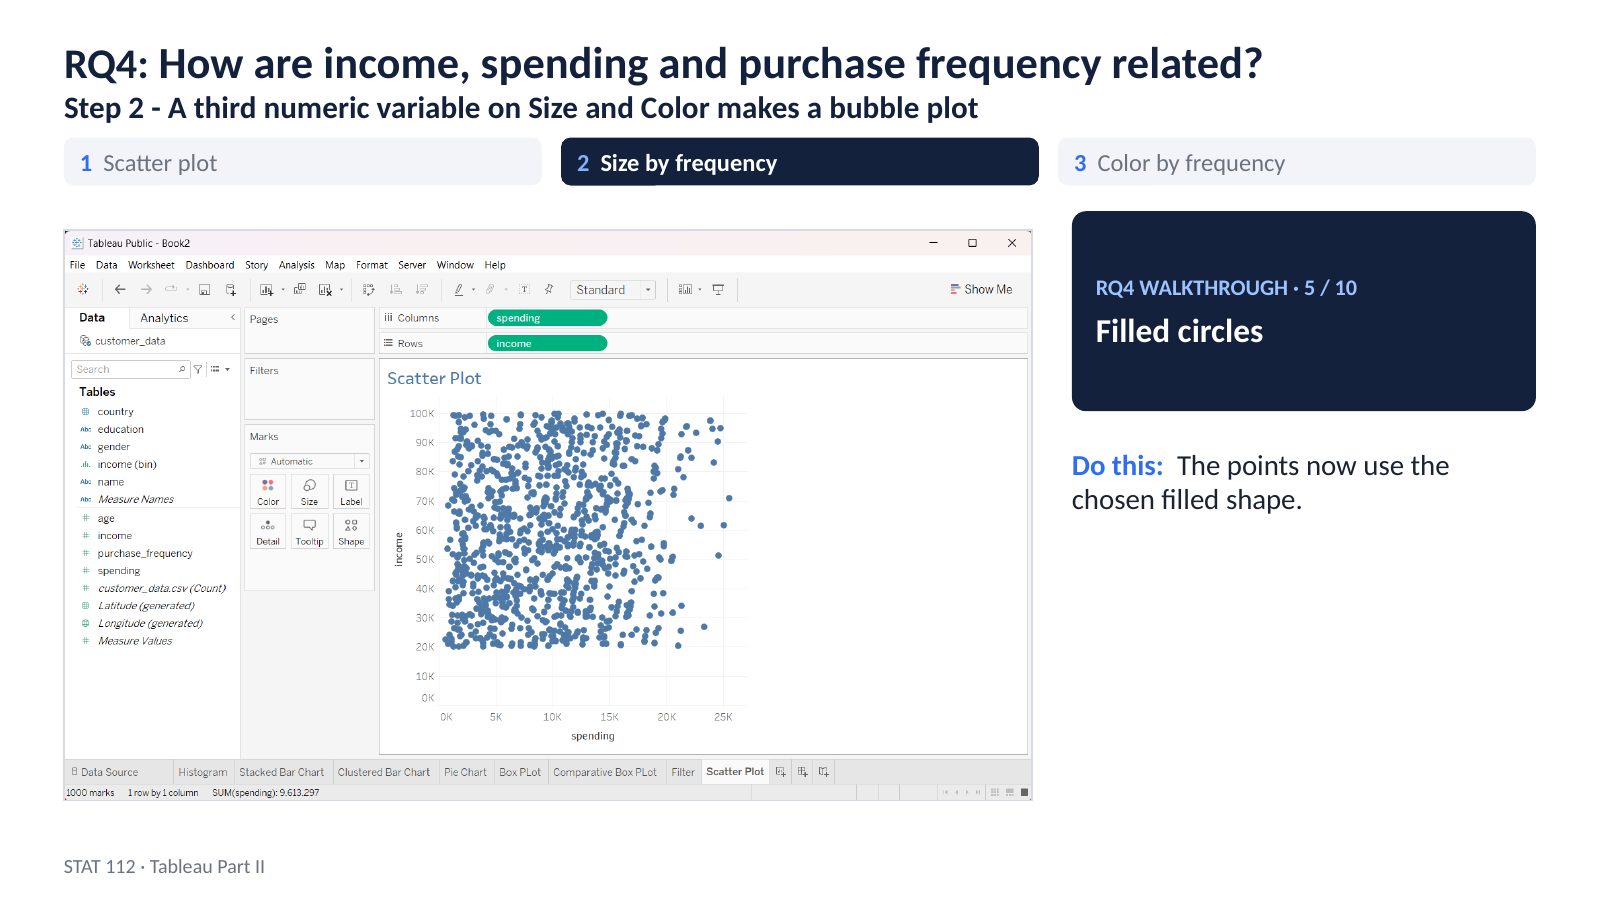 RQ4: How are income, spending and purchase frequency related?
Step 2 - A third numeric variable on Size and Color makes a bubble plot
1 Scatter plot
2 Size by frequency
3 Color by frequency
Tableau Public - Book2
File Data Worksheet Dashboard Story Analysis Map Format Server Window Help
Standard
Show Me
Data Analytics
customer_data
Search
Tables
country
Abc education
Abc gender
income (bin)
Abc name
Abc Measure Names
# age
# income
# purchase_frequency
# spending
# customer_data.csv (Count)
Latitude (generated)
Longitude (generated)
# Measure Values
Pages
Filters
Marks
Automatic
Color Size Label
Detail Tooltip Shape
Columns spending
Rows income
Scatter Plot
100K
90K
80K
70K
60K
50K
40K
30K
20K
10K
0K
income
0K 5K 10K 15K 20K 25K
spending
Data Source Histogram Stacked Bar Chart Clustered Bar Chart Pie Chart Box PLot Comparative Box PLot Filter Scatter Plot
1000 marks 1 row by 1 column SUM(spending): 9.613.297
RQ4 WALKTHROUGH · 5 / 10
Filled circles
Do this: The points now use the
chosen filled shape.
STAT 112 · Tableau Part II